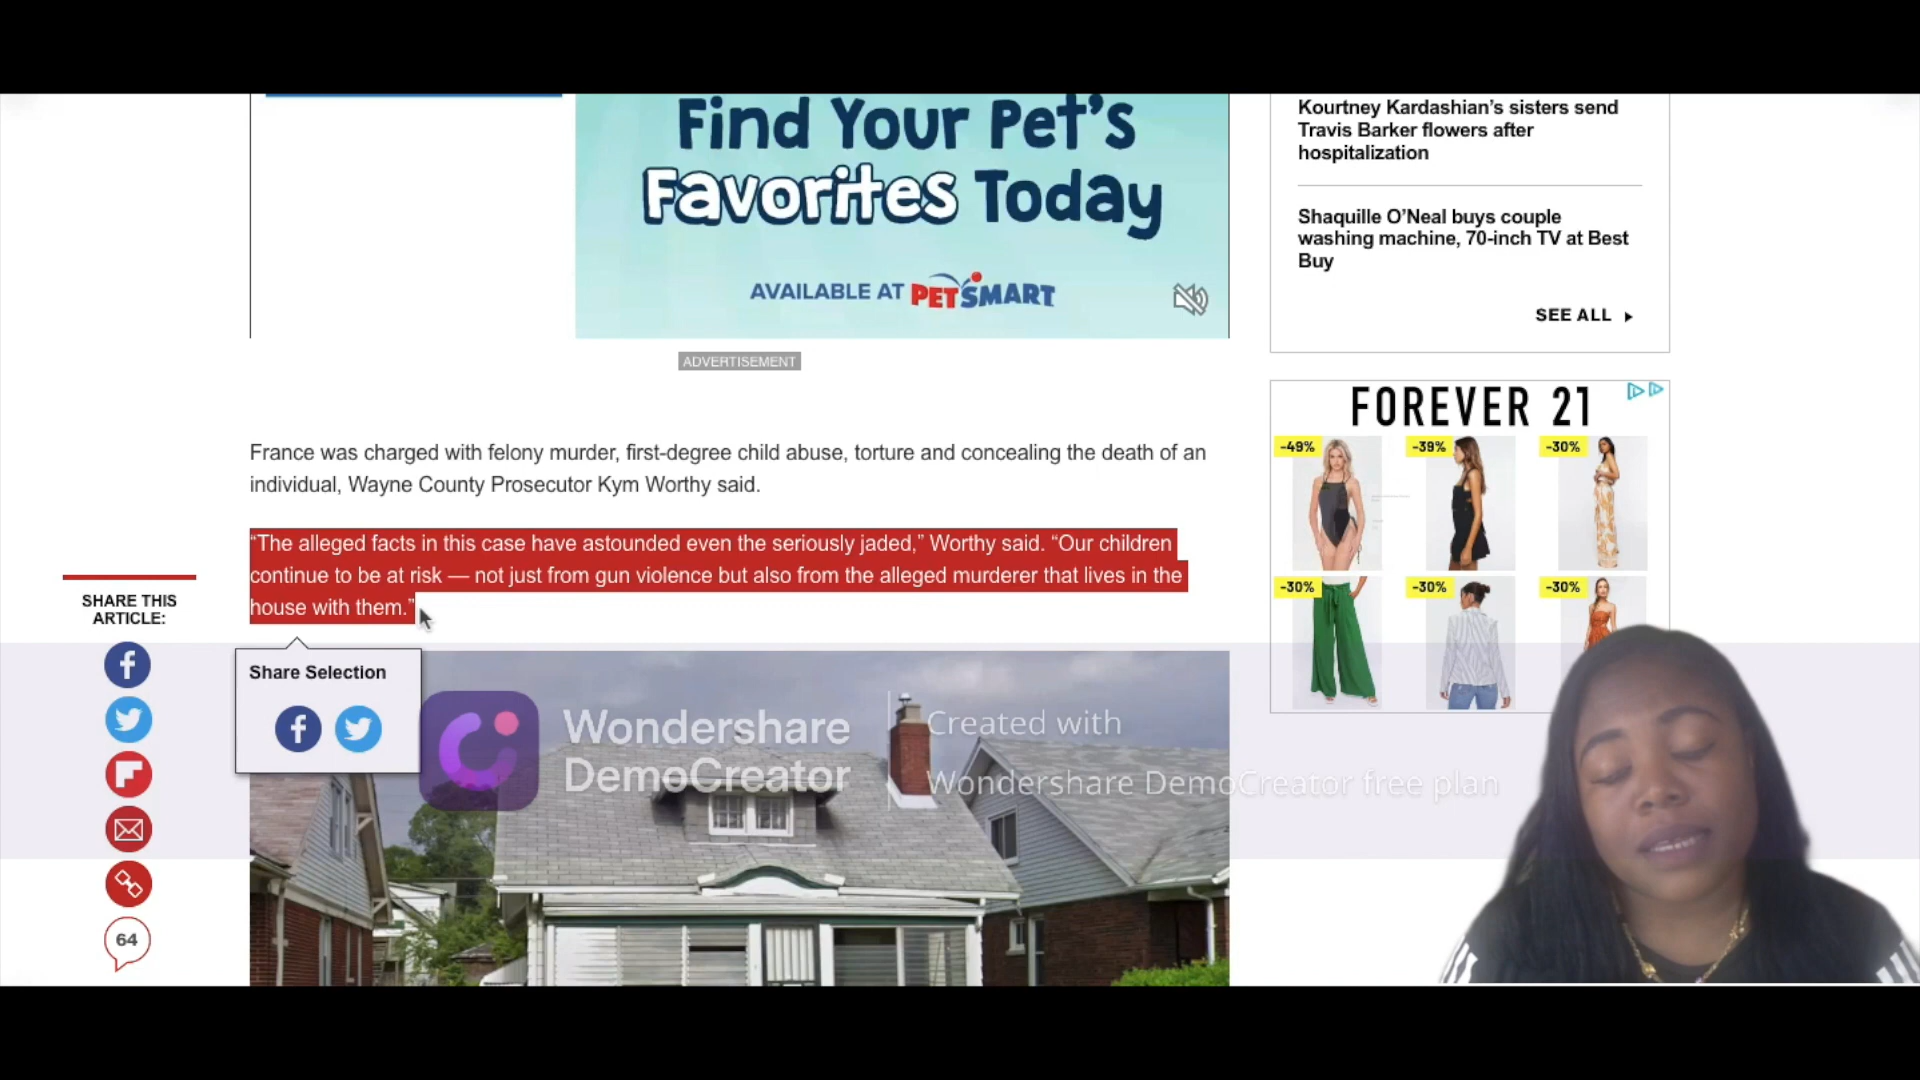 Find Your Pet's
Favorites Today
AVAILABLE AT PETSMART
ADVERTISEMENT
Kourtney Kardashian's sisters send
Travis Barker flowers after
hospitalization
Shaquille O'Neal buys couple
washing machine, 70-inch TV at Best
Buy
SEE ALL
FOREVER 21
-49%
-39%
-30%
-30%
-30%
-30%
France was charged with felony murder, first-degree child abuse, torture and concealing the death of an
individual, Wayne County Prosecutor Kym Worthy said.
“The alleged facts in this case have astounded even the seriously jaded,” Worthy said. “Our children
continue to be at risk — not just from gun violence but also from the alleged murderer that lives in the
house with them.”
SHARE THIS
ARTICLE:
64
Share Selection
Wondershare
DemoCreator
Created with
Wondershare DemoCreator free plan